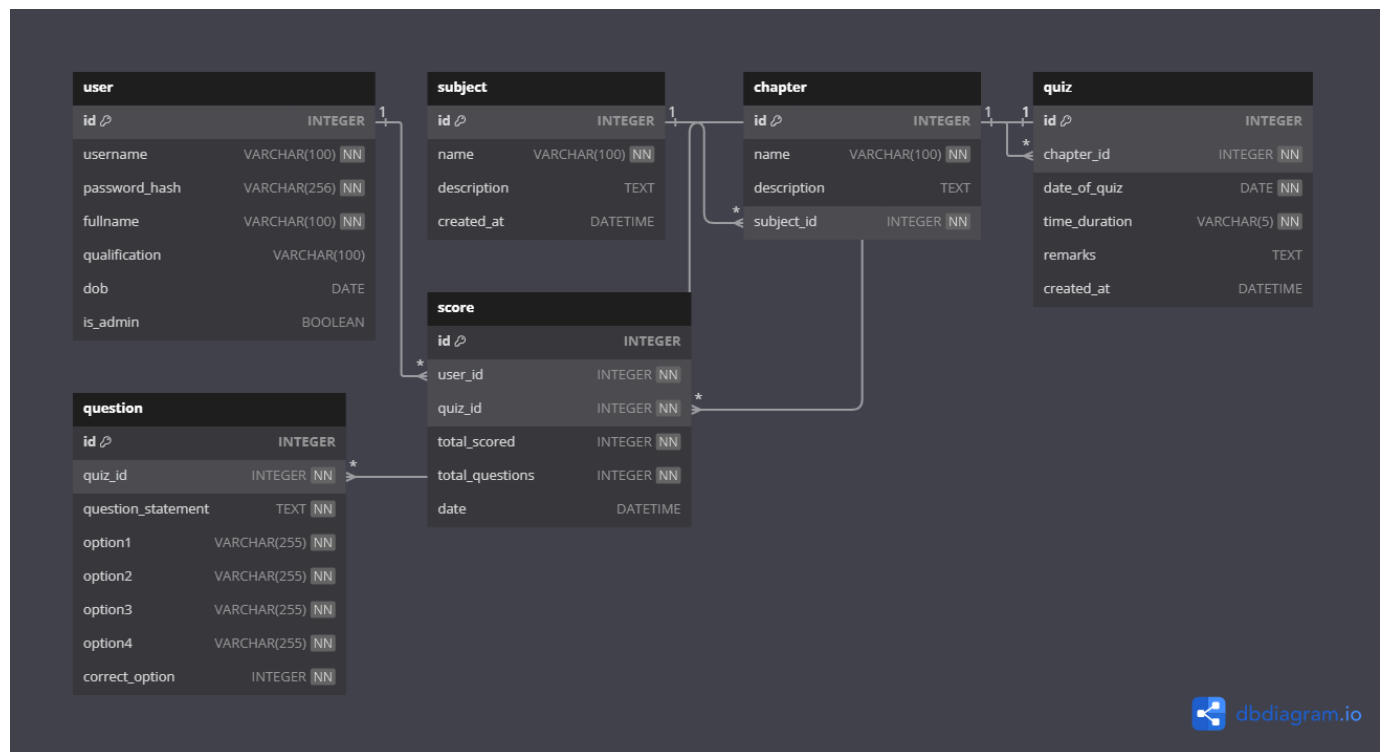 user
id INTEGER
username VARCHAR(100) NN
password_hash VARCHAR(256) NN
fullname VARCHAR(100) NN
qualification VARCHAR(100)
dob DATE
is_admin BOOLEAN
1
subject
id INTEGER
name VARCHAR(100) NN
description TEXT
created_at DATETIME
1
chapter
id INTEGER
name VARCHAR(100) NN
description TEXT
* subject_id INTEGER NN
1
1
quiz
id INTEGER
* chapter_id INTEGER NN
date_of_quiz DATE NN
time_duration VARCHAR(5) NN
remarks TEXT
created_at DATETIME
score
id INTEGER
* user_id INTEGER NN
quiz_id INTEGER NN *
total_scored INTEGER NN
total_questions INTEGER NN
date DATETIME
question
id INTEGER
quiz_id INTEGER NN *
question_statement TEXT NN
option1 VARCHAR(255) NN
option2 VARCHAR(255) NN
option3 VARCHAR(255) NN
option4 VARCHAR(255) NN
correct_option INTEGER NN
dbdiagram.io